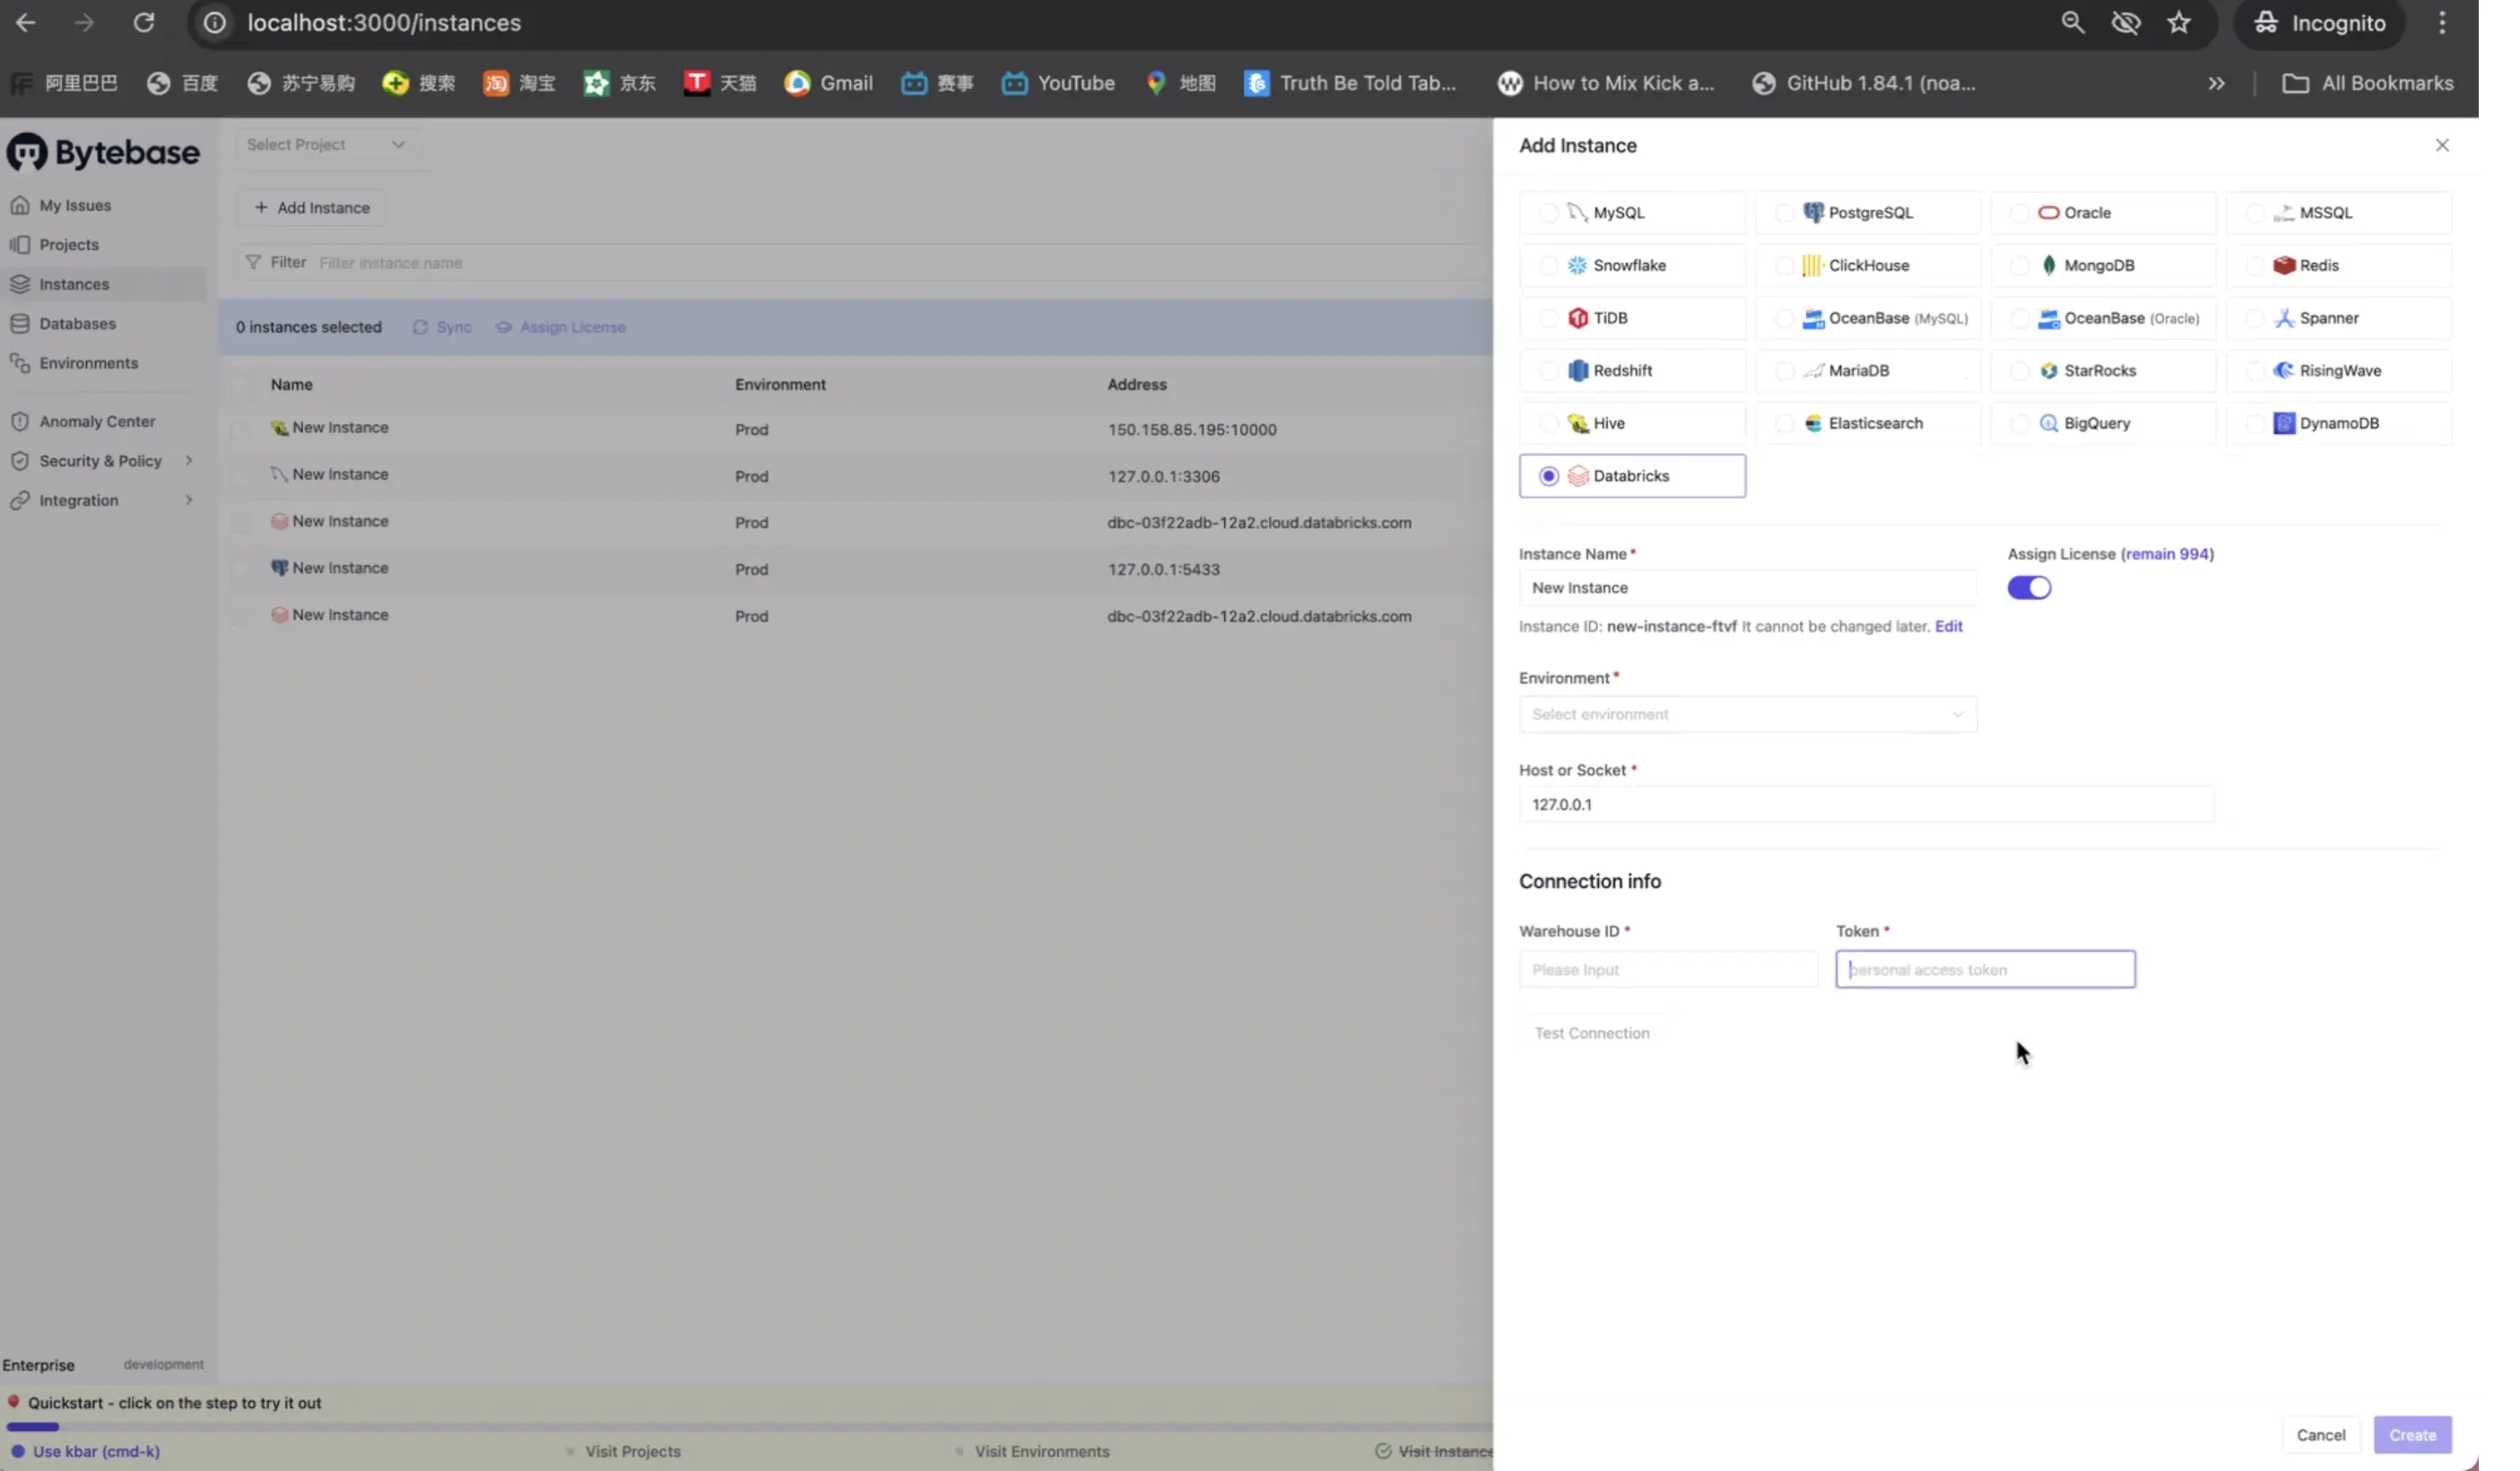 localhost:3000/instances
Incognito
阿里巴巴 百度 苏宁易购 搜索 淘宝 京东 天猫 Gmail 赛事 YouTube 地图 Truth Be Told Tab... How to Mix Kick a... GitHub 1.84.1 (noa... All Bookmarks
Bytebase
My Issues
Projects
Instances
Databases
Environments
Anomaly Center
Security & Policy
Integration
Enterprise development
Select Project
+ Add Instance
Filter Filter instance name
0 instances selected Sync Assign License
Name Environment Address
New Instance Prod 150.158.85.195:10000
New Instance Prod 127.0.0.1:3306
New Instance Prod dbc-03f22adb-12a2.cloud.databricks.com
New Instance Prod 127.0.0.1:5433
New Instance Prod dbc-03f22adb-12a2.cloud.databricks.com
Add Instance
MySQL PostgreSQL Oracle MSSQL
Snowflake ClickHouse MongoDB Redis
TiDB OceanBase (MySQL) OceanBase (Oracle) Spanner
Redshift MariaDB StarRocks RisingWave
Hive Elasticsearch BigQuery DynamoDB
Databricks
Instance Name * Assign License (remain 994)
New Instance
Instance ID: new-instance-ftvf It cannot be changed later. Edit
Environment *
Select environment
Host or Socket *
127.0.0.1
Connection info
Warehouse ID * Token *
Please Input personal access token
Test Connection
Cancel Create
Quickstart - click on the step to try it out
Use kbar (cmd-k) Visit Projects Visit Environments Visit Instance